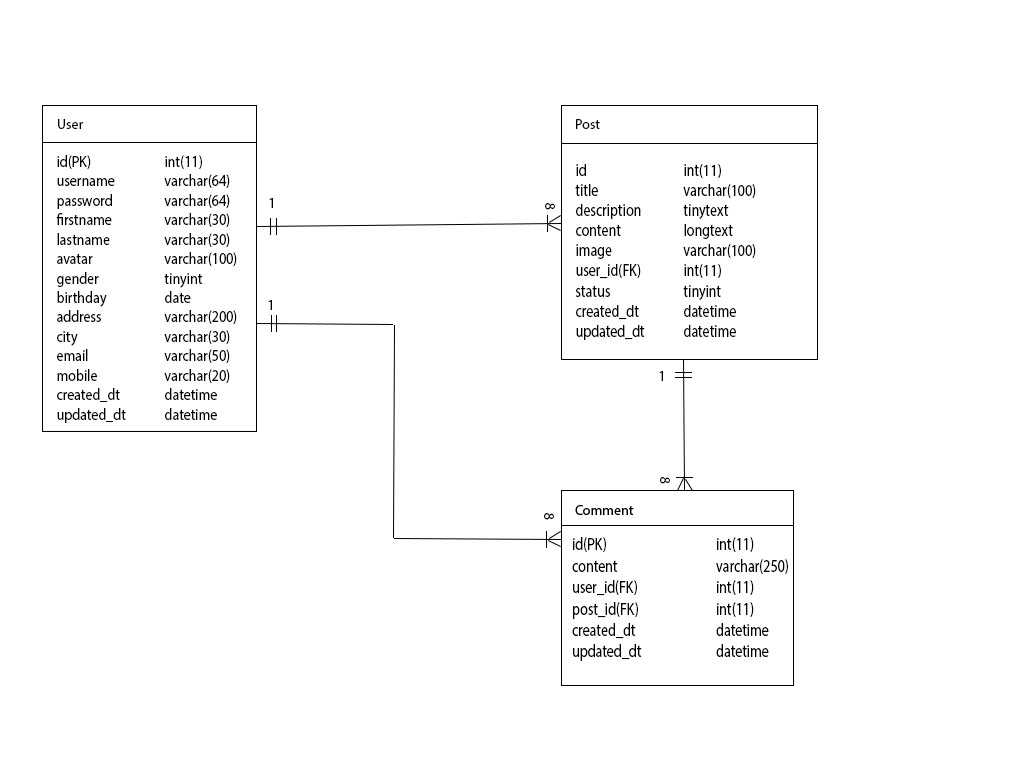 User
id(PK) int(11)
username varchar(64)
password varchar(64)
firstname varchar(30)
lastname varchar(30)
avatar varchar(100)
gender tinyint
birthday date
address varchar(200)
city varchar(30)
email varchar(50)
mobile varchar(20)
created_dt datetime
updated_dt datetime
1
∞
1
∞
Post
id int(11)
title varchar(100)
description tinytext
content longtext
image varchar(100)
user_id(FK) int(11)
status tinyint
created_dt datetime
updated_dt datetime
1
∞
Comment
id(PK) int(11)
content varchar(250)
user_id(FK) int(11)
post_id(FK) int(11)
created_dt datetime
updated_dt datetime